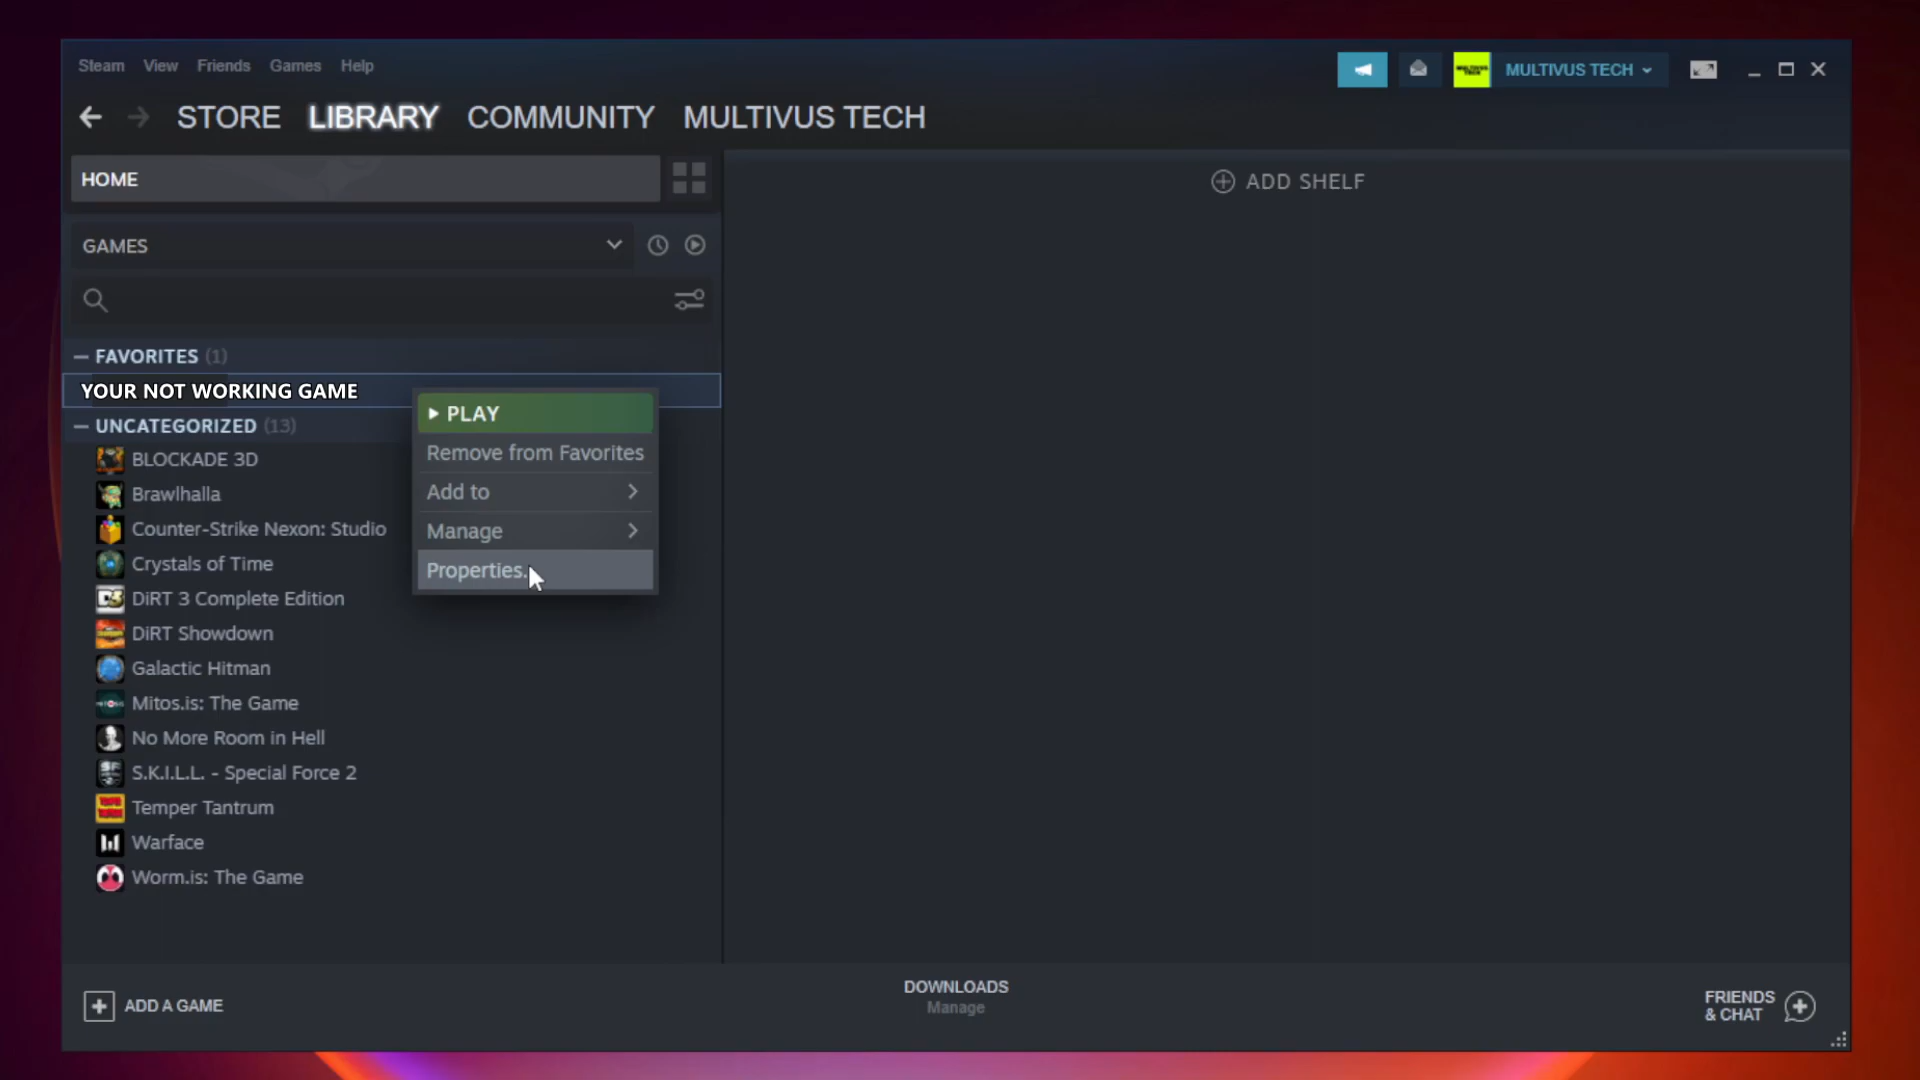 Steam View Friends Games Help
MULTIVUS TECH
STORE LIBRARY COMMUNITY MULTIVUS TECH
HOME
ADD SHELF
GAMES
FAVORITES (1)
YOUR NOT WORKING GAME
PLAY
UNCATEGORIZED (13)
Remove from Favorites
BLOCKADE 3D
Add to
Brawlhalla
Manage
Counter-Strike Nexon: Studio
Properties.
Crystals of Time
DiRT 3 Complete Edition
DiRT Showdown
Galactic Hitman
Mitos.is: The Game
No More Room in Hell
S.K.I.L.L. - Special Force 2
Temper Tantrum
Warface
Worm.is: The Game
ADD A GAME
DOWNLOADS
Manage
FRIENDS
& CHAT